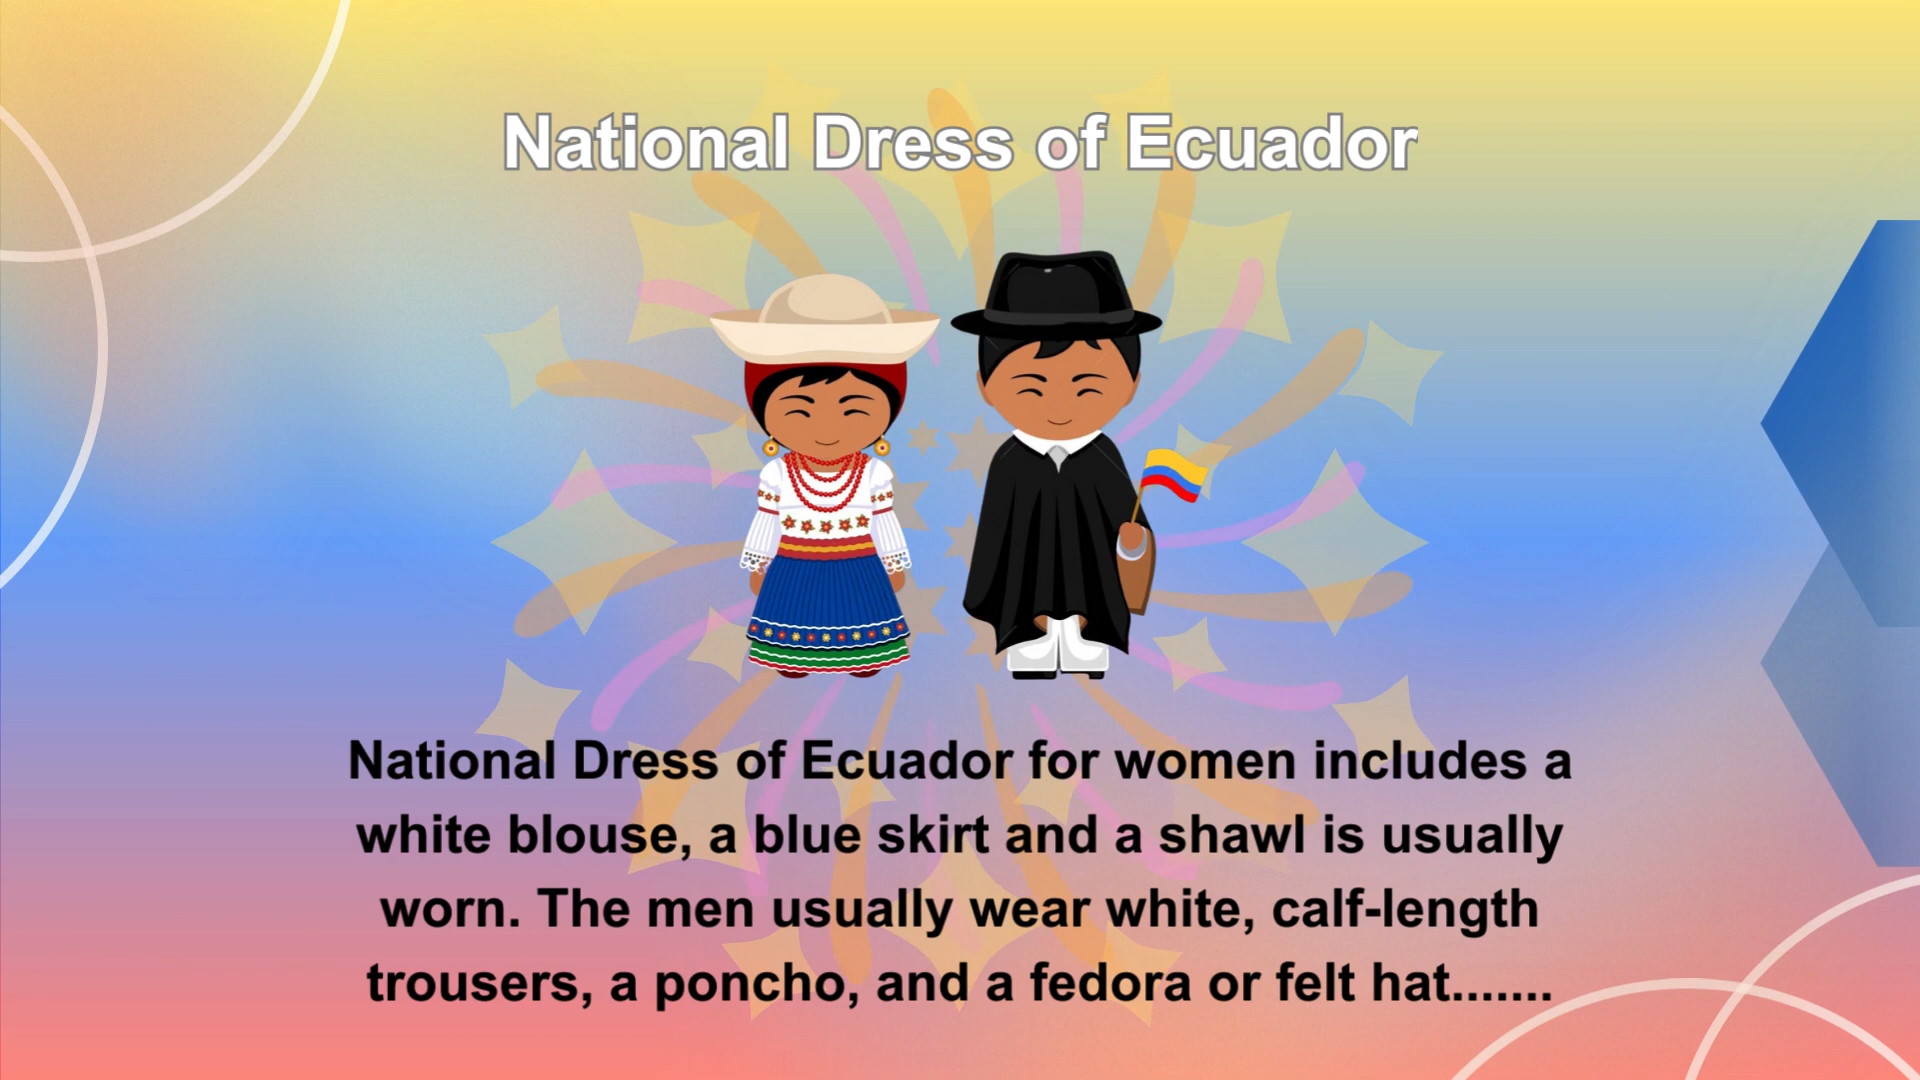 National Dress of Ecuador
National Dress of Ecuador for women includes a
white blouse, a blue skirt and a shawl is usually
worn. The men usually wear white, calf-length
trousers, a poncho, and a fedora or felt hat.......